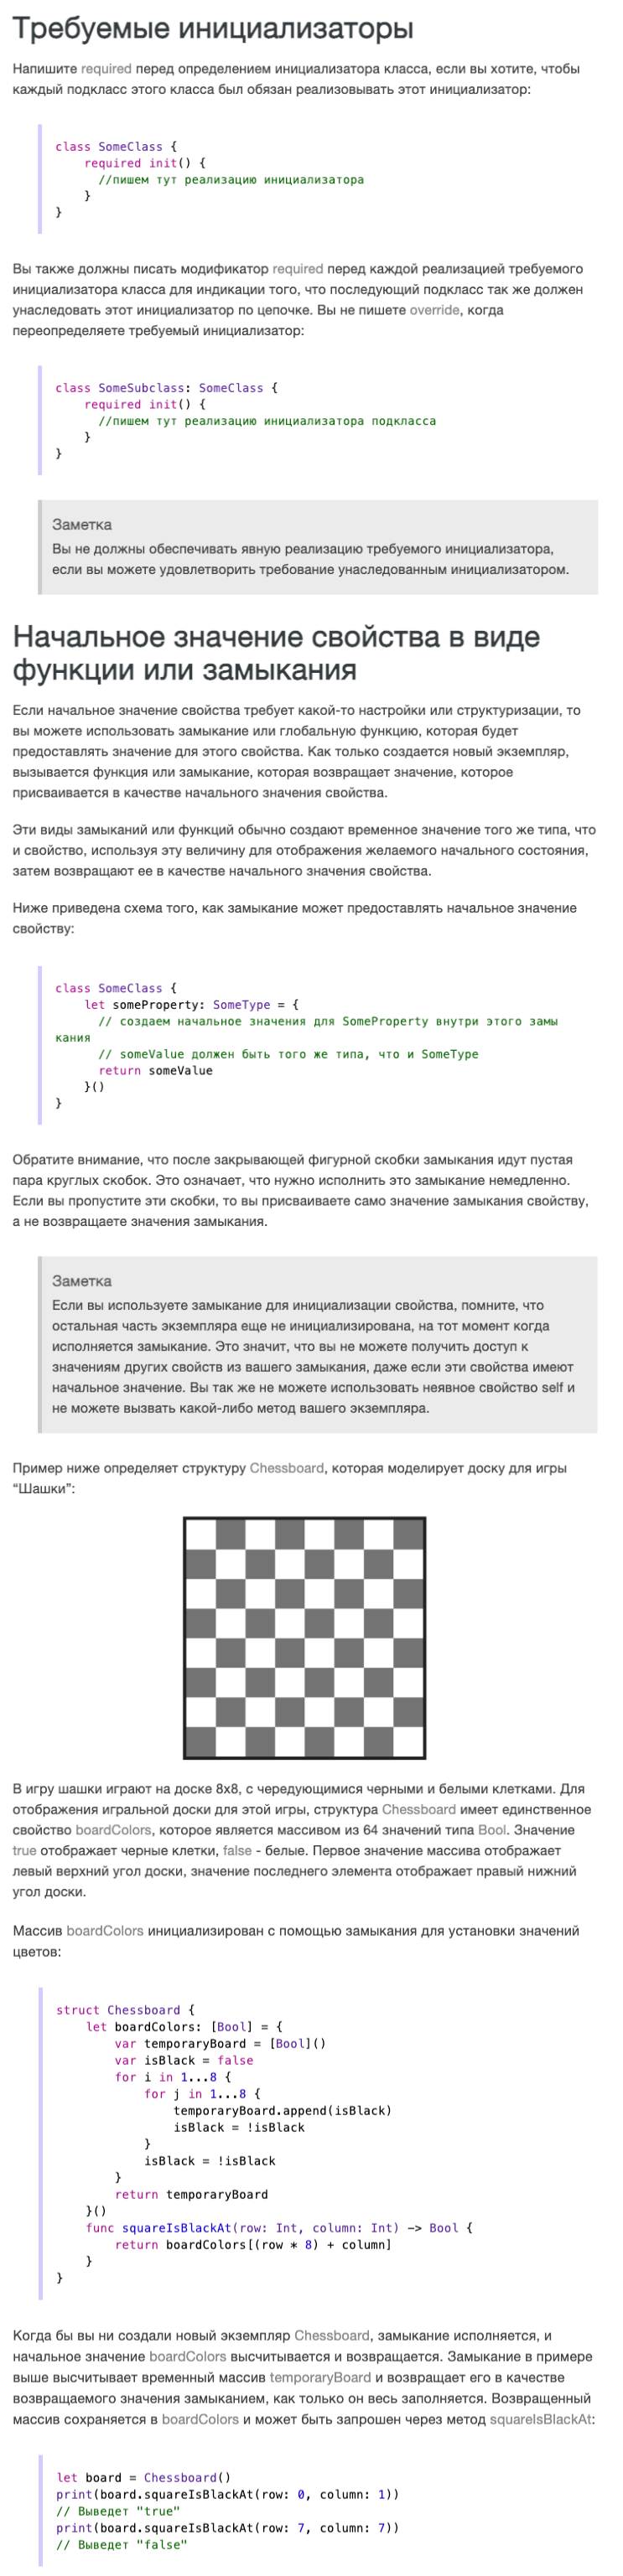 Требуемые инициализаторы
Напишите required перед определением инициализатора класса, если вы хотите, чтобы
каждый подкласс этого класса был обязан реализовывать этот инициализатор:
class SomeClass {
    required init() {
      //пишем тут реализацию инициализатора
    }
}
Вы также должны писать модификатор required перед каждой реализацией требуемого
инициализатора класса для индикации того, что последующий подкласс так же должен
унаследовать этот инициализатор по цепочке. Вы не пишете override, когда
переопределяете требуемый инициализатор:
class SomeSubclass: SomeClass {
    required init() {
      //пишем тут реализацию инициализатора подкласса
    }
}
Заметка
Вы не должны обеспечивать явную реализацию требуемого инициализатора,
если вы можете удовлетворить требование унаследованным инициализатором.
Начальное значение свойства в виде
функции или замыкания
Если начальное значение свойства требует какой-то настройки или структуризации, то
вы можете использовать замыкание или глобальную функцию, которая будет
предоставлять значение для этого свойства. Как только создается новый экземпляр,
вызывается функция или замыкание, которая возвращает значение, которое
присваивается в качестве начального значения свойства.
Эти виды замыканий или функций обычно создают временное значение того же типа, что
и свойство, используя эту величину для отображения желаемого начального состояния,
затем возвращают ее в качестве начального значения свойства.
Ниже приведена схема того, как замыкание может предоставлять начальное значение
свойству:
class SomeClass {
    let someProperty: SomeType = {
      // создаем начальное значения для SomeProperty внутри этого замы
кания
      // someValue должен быть того же типа, что и SomeType
      return someValue
    }()
}
Обратите внимание, что после закрывающей фигурной скобки замыкания идут пустая
пара круглых скобок. Это означает, что нужно исполнить это замыкание немедленно.
Если вы пропустите эти скобки, то вы присваиваете само значение замыкания свойству,
а не возвращаете значения замыкания.
Заметка
Если вы используете замыкание для инициализации свойства, помните, что
остальная часть экземпляра еще не инициализирована, на тот момент когда
исполняется замыкание. Это значит, что вы не можете получить доступ к
значениям других свойств из вашего замыкания, даже если эти свойства имеют
начальное значение. Вы так же не можете использовать неявное свойство self и
не можете вызвать какой-либо метод вашего экземпляра.
Пример ниже определяет структуру Chessboard, которая моделирует доску для игры
“Шашки”:
В игру шашки играют на доске 8x8, с чередующимися черными и белыми клетками. Для
отображения игральной доски для этой игры, структура Chessboard имеет единственное
свойство boardColors, которое является массивом из 64 значений типа Bool. Значение
true отображает черные клетки, false - белые. Первое значение массива отображает
левый верхний угол доски, значение последнего элемента отображает правый нижний
угол доски.
Массив boardColors инициализирован с помощью замыкания для установки значений
цветов:
struct Chessboard {
    let boardColors: [Bool] = {
        var temporaryBoard = [Bool]()
        var isBlack = false
        for i in 1...8 {
            for j in 1...8 {
                temporaryBoard.append(isBlack)
                isBlack = !isBlack
            }
            isBlack = !isBlack
        }
        return temporaryBoard
    }()
    func squareIsBlackAt(row: Int, column: Int) -> Bool {
        return boardColors[(row * 8) + column]
    }
}
Когда бы вы ни создали новый экземпляр Chessboard, замыкание исполняется, и
начальное значение boardColors высчитывается и возвращается. Замыкание в примере
выше высчитывает временный массив temporaryBoard и возвращает его в качестве
возвращаемого значения замыканием, как только он весь заполняется. Возвращенный
массив сохраняется в boardColors и может быть запрошен через метод squareIsBlackAt:
let board = Chessboard()
print(board.squareIsBlackAt(row: 0, column: 1))
// Выведет "true"
print(board.squareIsBlackAt(row: 7, column: 7))
// Выведет "false"